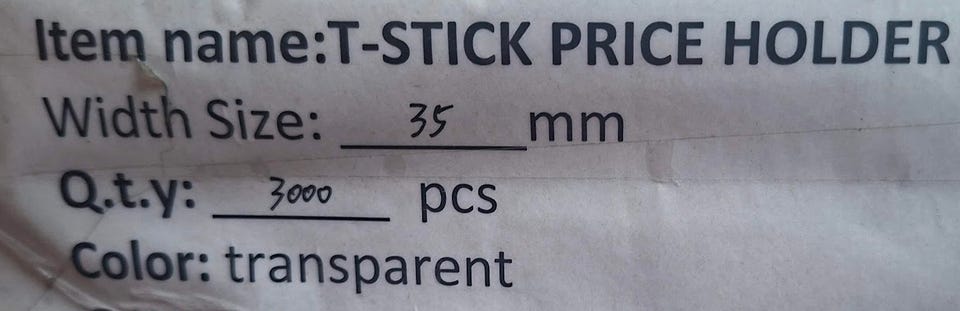 Item name:T-STICK PRICE HOLDER
Width Size: 35 mm
Q.t.y: 3000 pcs
Color: transparent